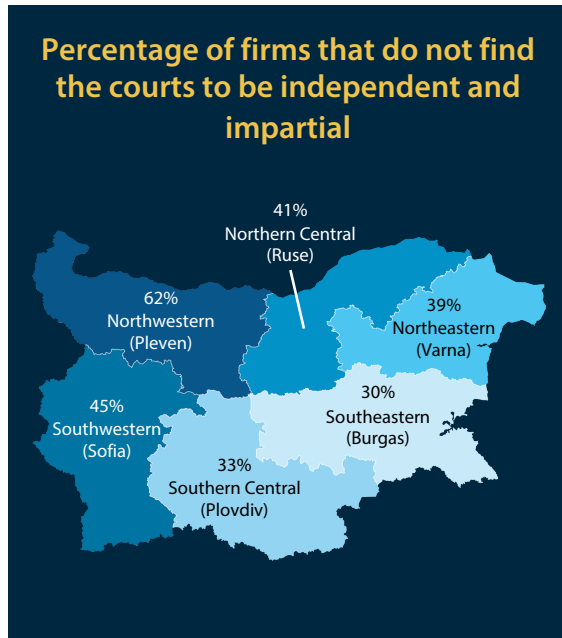 Percentage of firms that do not find
the courts to be independent and
impartial
41%
Northern Central
(Ruse)
62%
Northwestern
(Pleven)
39%
Northeastern
(Varna)
45%
Southwestern
(Sofia)
30%
Southeastern
(Burgas)
33%
Southern Central
(Plovdiv)